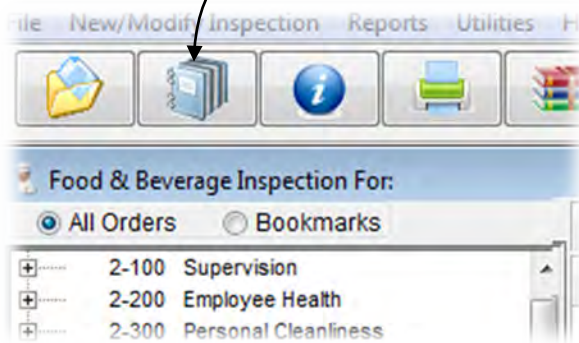 File New/Modify Inspection Reports Utilities
Food & Beverage Inspection For:
All Orders Bookmarks
2-100 Supervision
2-200 Employee Health
2-300 Personal Cleanliness